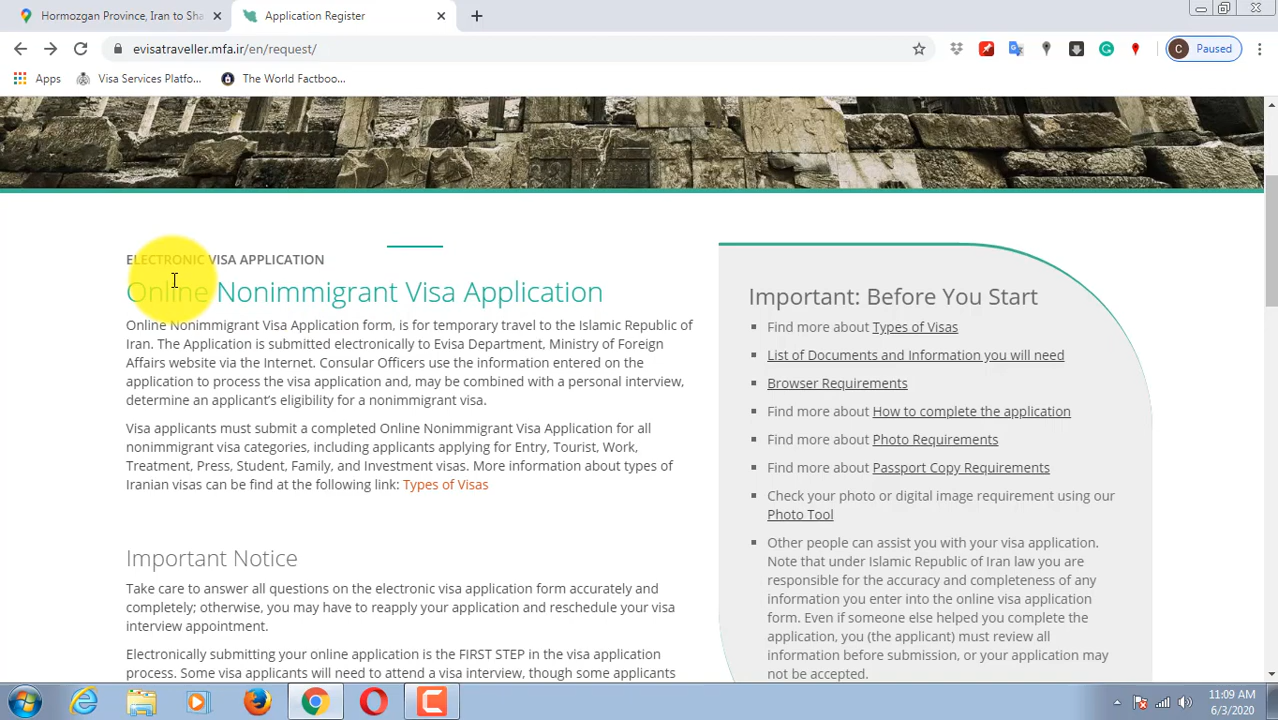 Hormozgan Province, Iran to Sha
Application Register
evisatraveller.mfa.ir/en/request/
C Paused
Apps
Visa Services Platfo...
The World Factboo...
ELECTRONIC VISA APPLICATION
Online Nonimmigrant Visa Application
Online Nonimmigrant Visa Application form, is for temporary travel to the Islamic Republic of
Iran. The Application is submitted electronically to Evisa Department, Ministry of Foreign
Affairs website via the Internet. Consular Officers use the information entered on the
application to process the visa application and, may be combined with a personal interview,
determine an applicant's eligibility for a nonimmigrant visa.
Visa applicants must submit a completed Online Nonimmigrant Visa Application for all
nonimmigrant visa categories, including applicants applying for Entry, Tourist, Work,
Treatment, Press, Student, Family, and Investment visas. More information about types of
Iranian visas can be find at the following link: Types of Visas
Important Notice
Take care to answer all questions on the electronic visa application form accurately and
completely; otherwise, you may have to reapply your application and reschedule your visa
interview appointment.
Electronically submitting your online application is the FIRST STEP in the visa application
process. Some visa applicants will need to attend a visa interview, though some applicants
Important: Before You Start
Find more about Types of Visas
List of Documents and Information you will need
Browser Requirements
Find more about How to complete the application
Find more about Photo Requirements
Find more about Passport Copy Requirements
Check your photo or digital image requirement using our
Photo Tool
Other people can assist you with your visa application.
Note that under Islamic Republic of Iran law you are
responsible for the accuracy and completeness of any
information you enter into the online visa application
form. Even if someone else helped you complete the
application, you (the applicant) must review all
information before submission, or your application may
not be accepted.
11:09 AM
6/3/2020